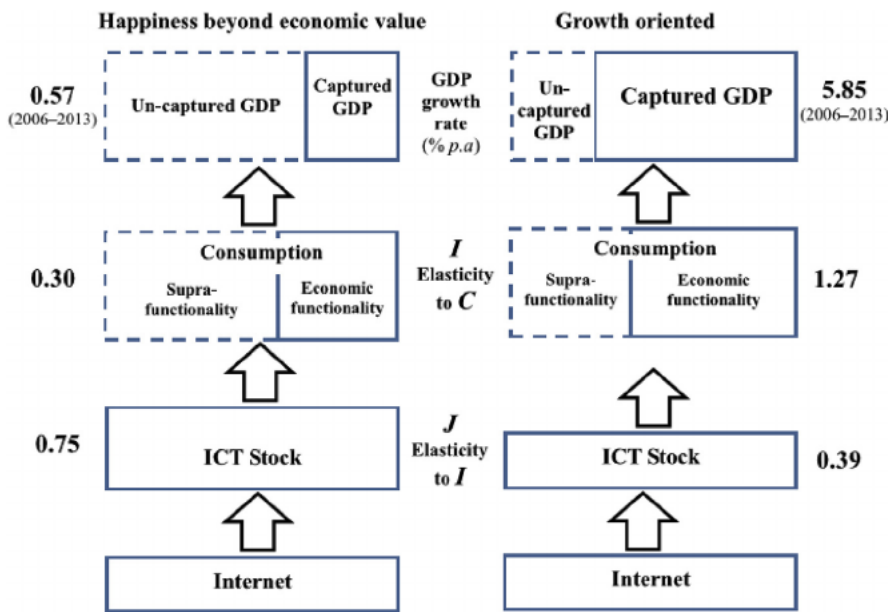 Happiness beyond economic value
Growth oriented
0.57
(2006–2013)
Un-captured GDP
Captured
GDP
GDP
growth
rate
(% p.a)
Un-
captured
GDP
Captured GDP
5.85
(2006–2013)
0.30
Consumption
Supra-
functionality
Economic
functionality
I
Elasticity
to C
Consumption
Supra-
functionality
Economic
functionality
1.27
0.75
ICT Stock
J
Elasticity
to I
ICT Stock
0.39
Internet
Internet